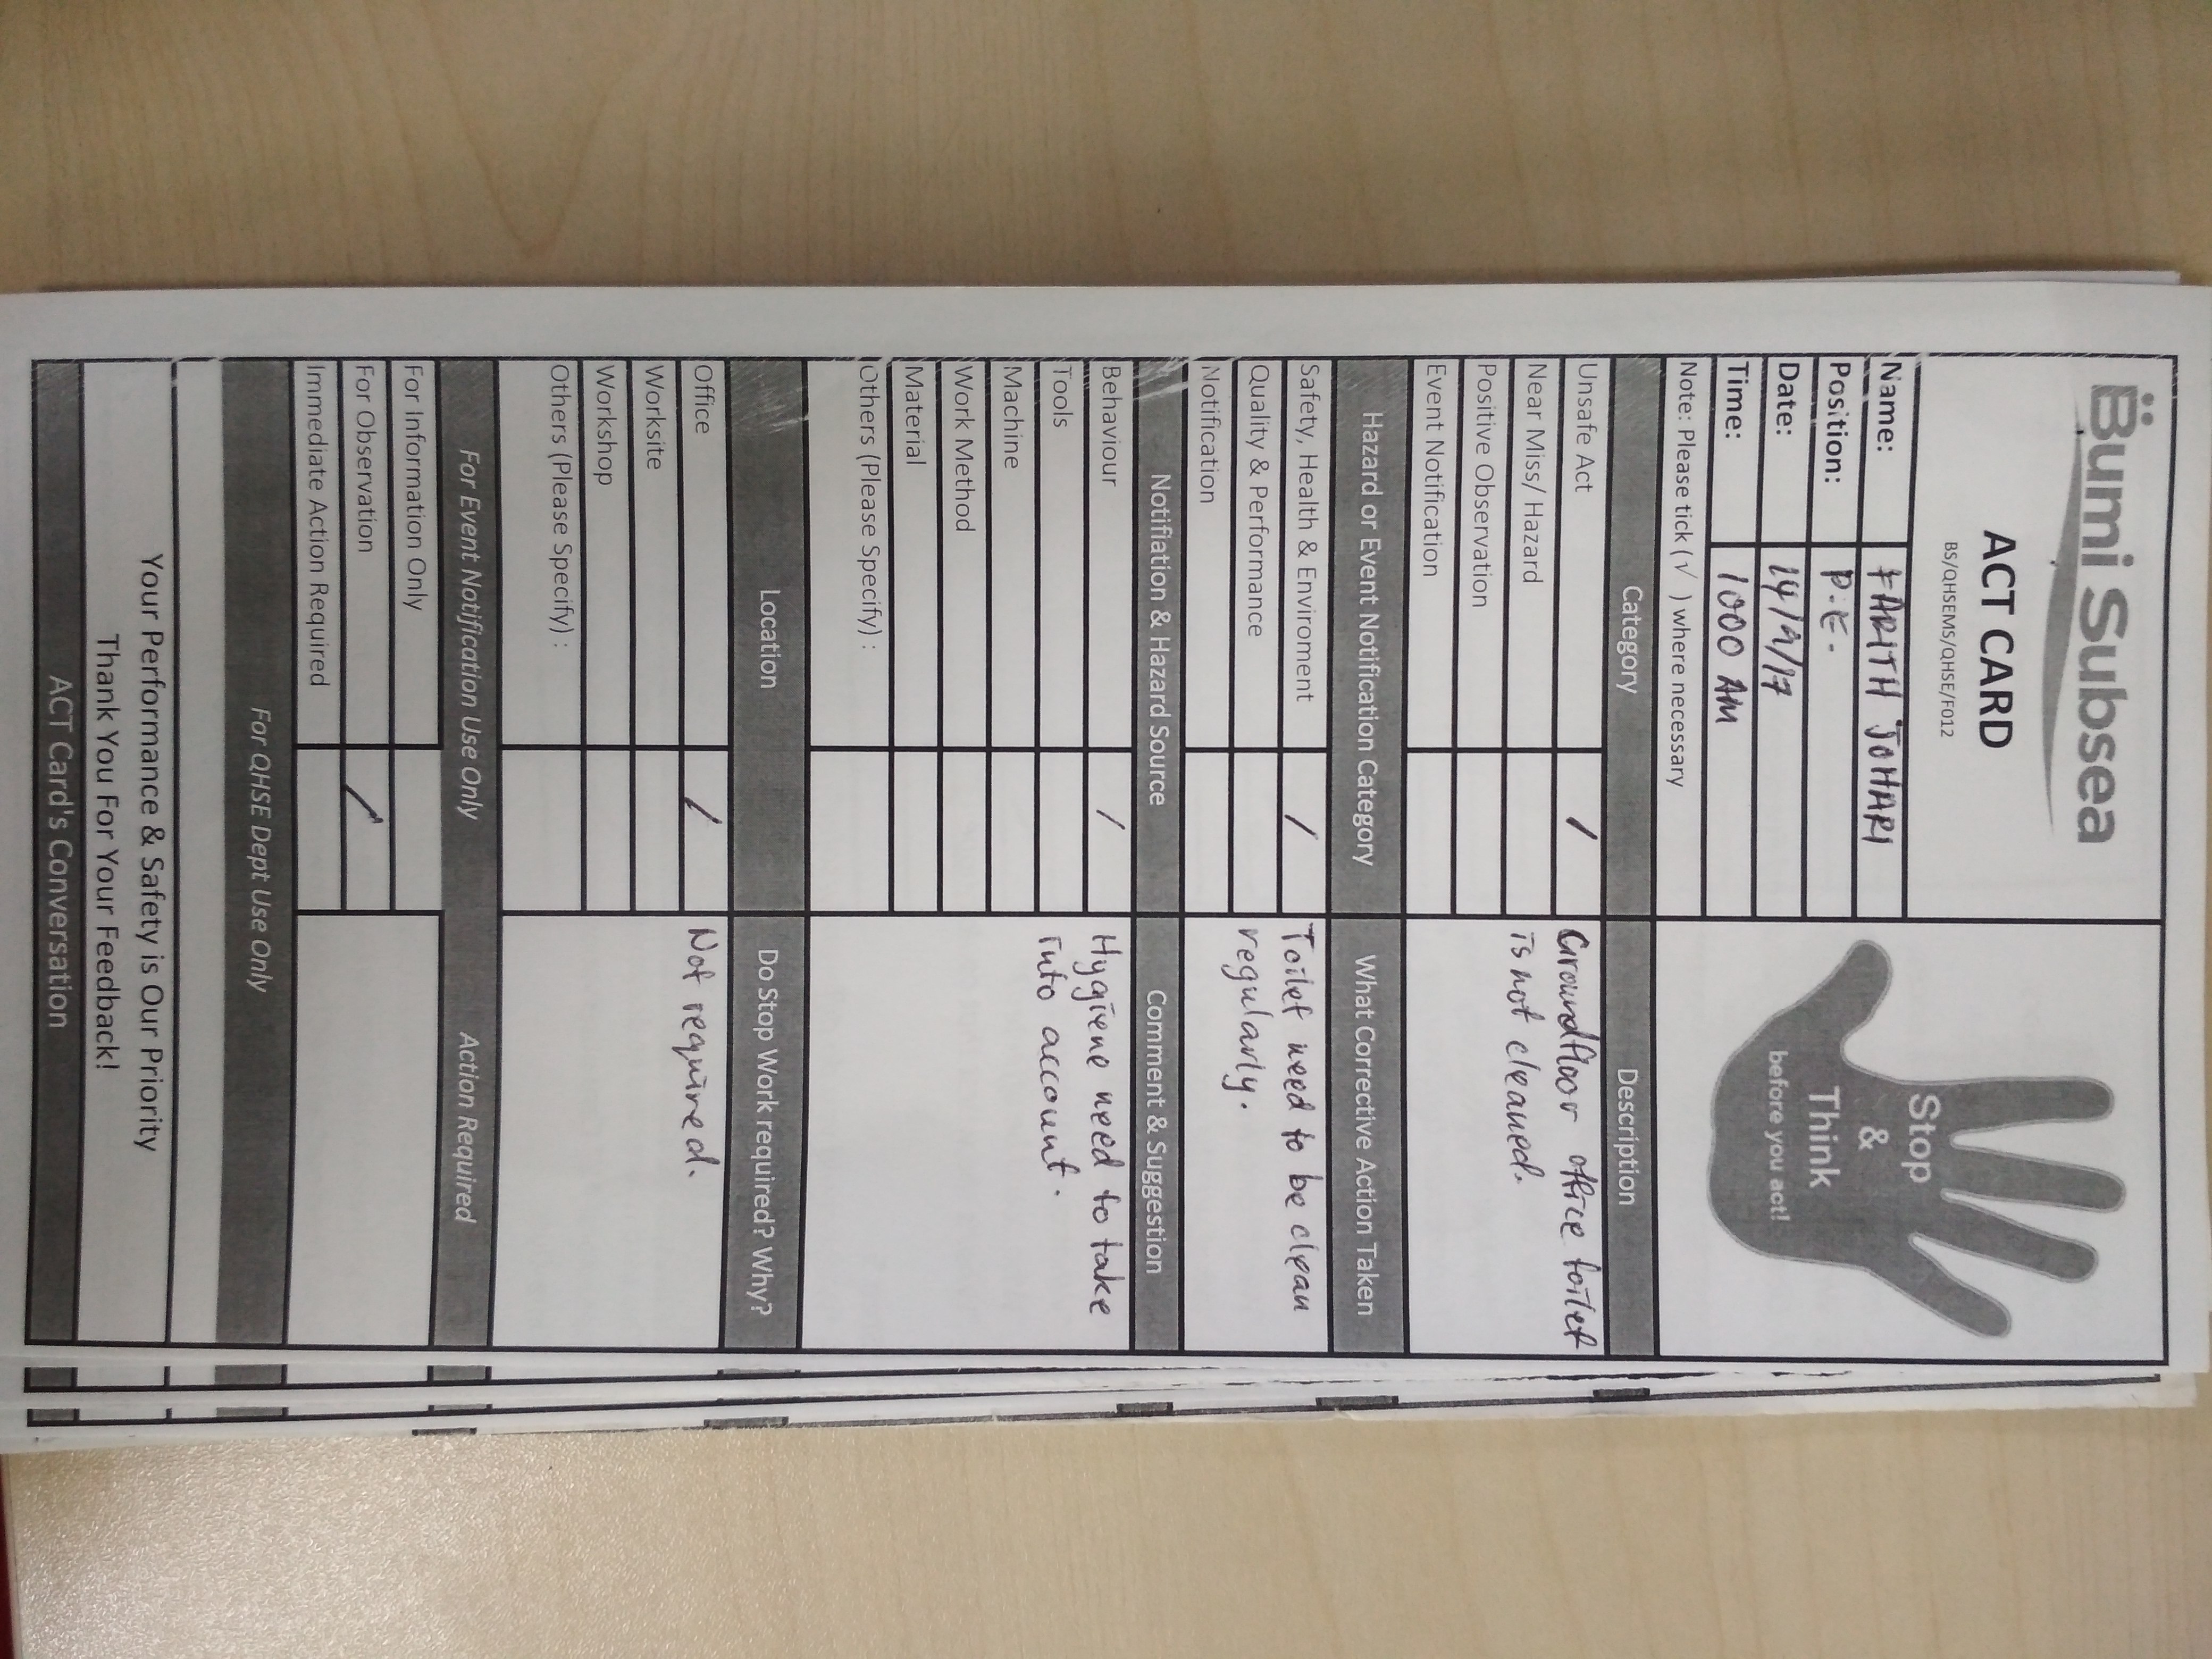 Bumi Subsea
ACT CARD
BS/QHSEMS/QHSE/F012
Stop
&
Think
before you act!
Name: FARITH JOHARI
Position: P.E.
Date: 14/9/17
Time: 1000 AM
Note: Please tick (√ ) where necessary
Category Description
Unsafe Act / Groundfloor office toilet
Near Miss/ Hazard is not cleaned.
Positive Observation
Event Notification
Hazard or Event Notification Category What Corrective Action Taken
Safety, Health & Enviroment / Toilet need to be clean
Quality & Performance regularly.
Notification
Notifiation & Hazard Source Comment & Suggestion
Behaviour / Hygiene need to take
Tools into account.
Machine
Work Method
Material
Others (Please Specify) :
Location Do Stop Work required? Why?
Office / Not required.
Worksite
Workshop
Others (Please Specify) :
For Event Notification Use Only Action Required
For Information Only
For Observation /
Immediate Action Required
For QHSE Dept Use Only
Your Performance & Safety is Our Priority
Thank You For Your Feedback!
ACT Card's Conversation